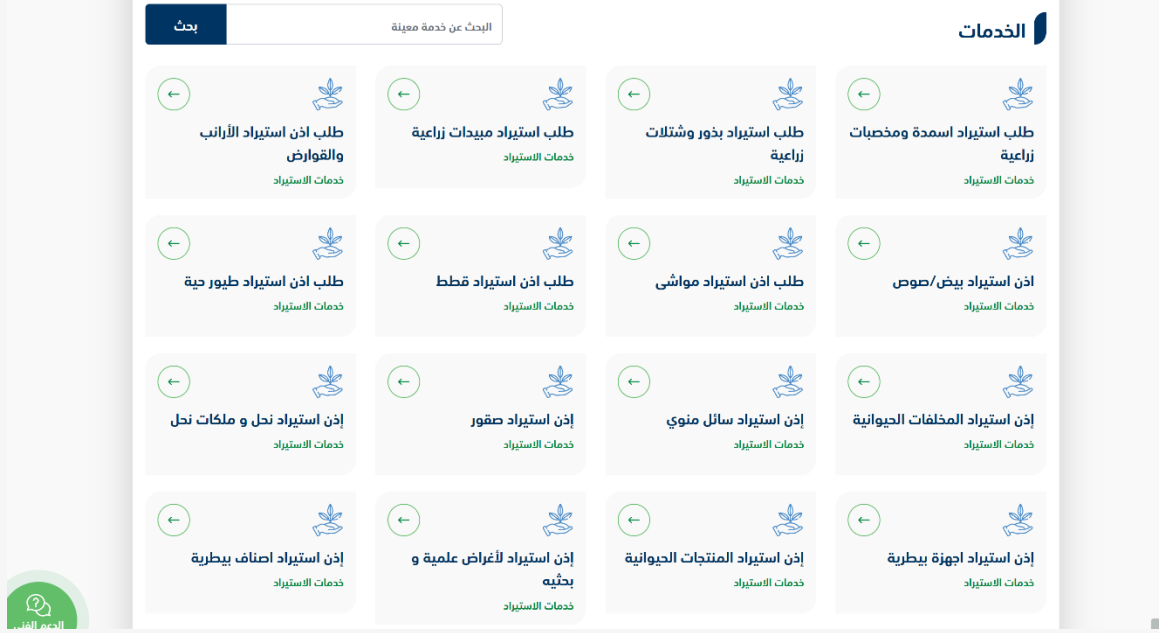 الخدمات
البحث عن خدمة معينة
بحث
طلب استيراد اسمدة ومخصبات
زراعية
خدمات الاستيراد
طلب استيراد بذور وشتلات
زراعية
خدمات الاستيراد
طلب استيراد مبيدات زراعية
خدمات الاستيراد
طلب اذن استيراد الأرانب
والقوارض
خدمات الاستيراد
اذن استيراد بيض/صوص
خدمات الاستيراد
طلب اذن استيراد مواشى
خدمات الاستيراد
طلب اذن استيراد قطط
خدمات الاستيراد
طلب اذن استيراد طيور حية
خدمات الاستيراد
إذن استيراد المخلفات الحيوانية
خدمات الاستيراد
إذن استيراد سائل منوي
خدمات الاستيراد
إذن استيراد صقور
خدمات الاستيراد
إذن استيراد نحل و ملكات نحل
خدمات الاستيراد
إذن استيراد اجهزة بيطرية
خدمات الاستيراد
إذن استيراد المنتجات الحيوانية
خدمات الاستيراد
إذن استيراد لأغراض علمية و
بحثيه
خدمات الاستيراد
إذن استيراد اصناف بيطرية
خدمات الاستيراد
الدعم الفني